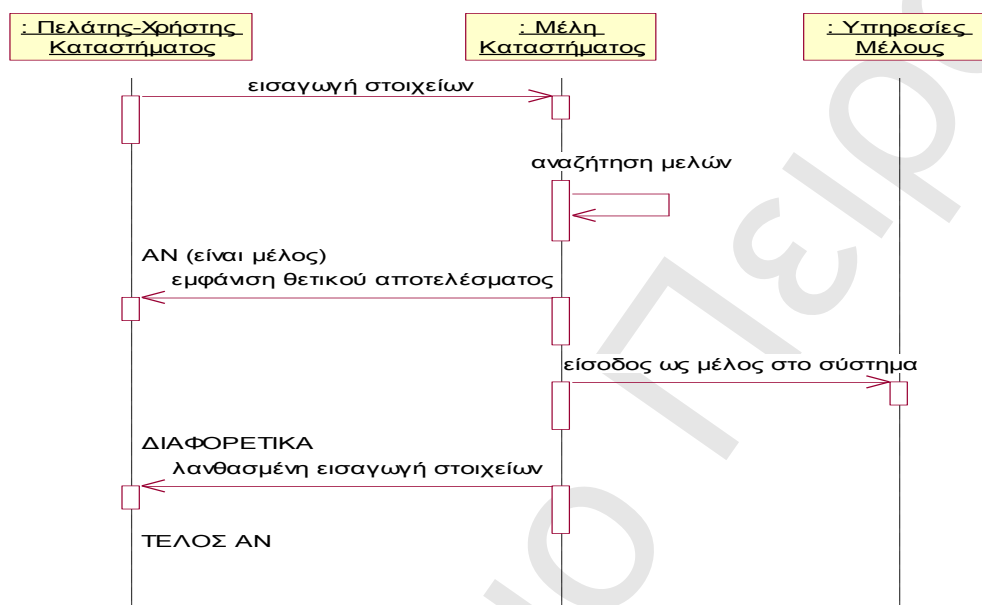 : Πελάτης-Χρήστης
Καταστήματος
: Μέλη
Καταστήματος
: Υπηρεσίες
Μέλους
εισαγωγή στοιχείων
αναζήτηση μελών
ΑΝ (είναι μέλος)
εμφάνιση θετικού αποτελέσματος
είσοδος ως μέλος στο σύστημα
ΔΙΑΦΟΡΕΤΙΚΑ
λανθασμένη εισαγωγή στοιχείων
ΤΕΛΟΣ ΑΝ